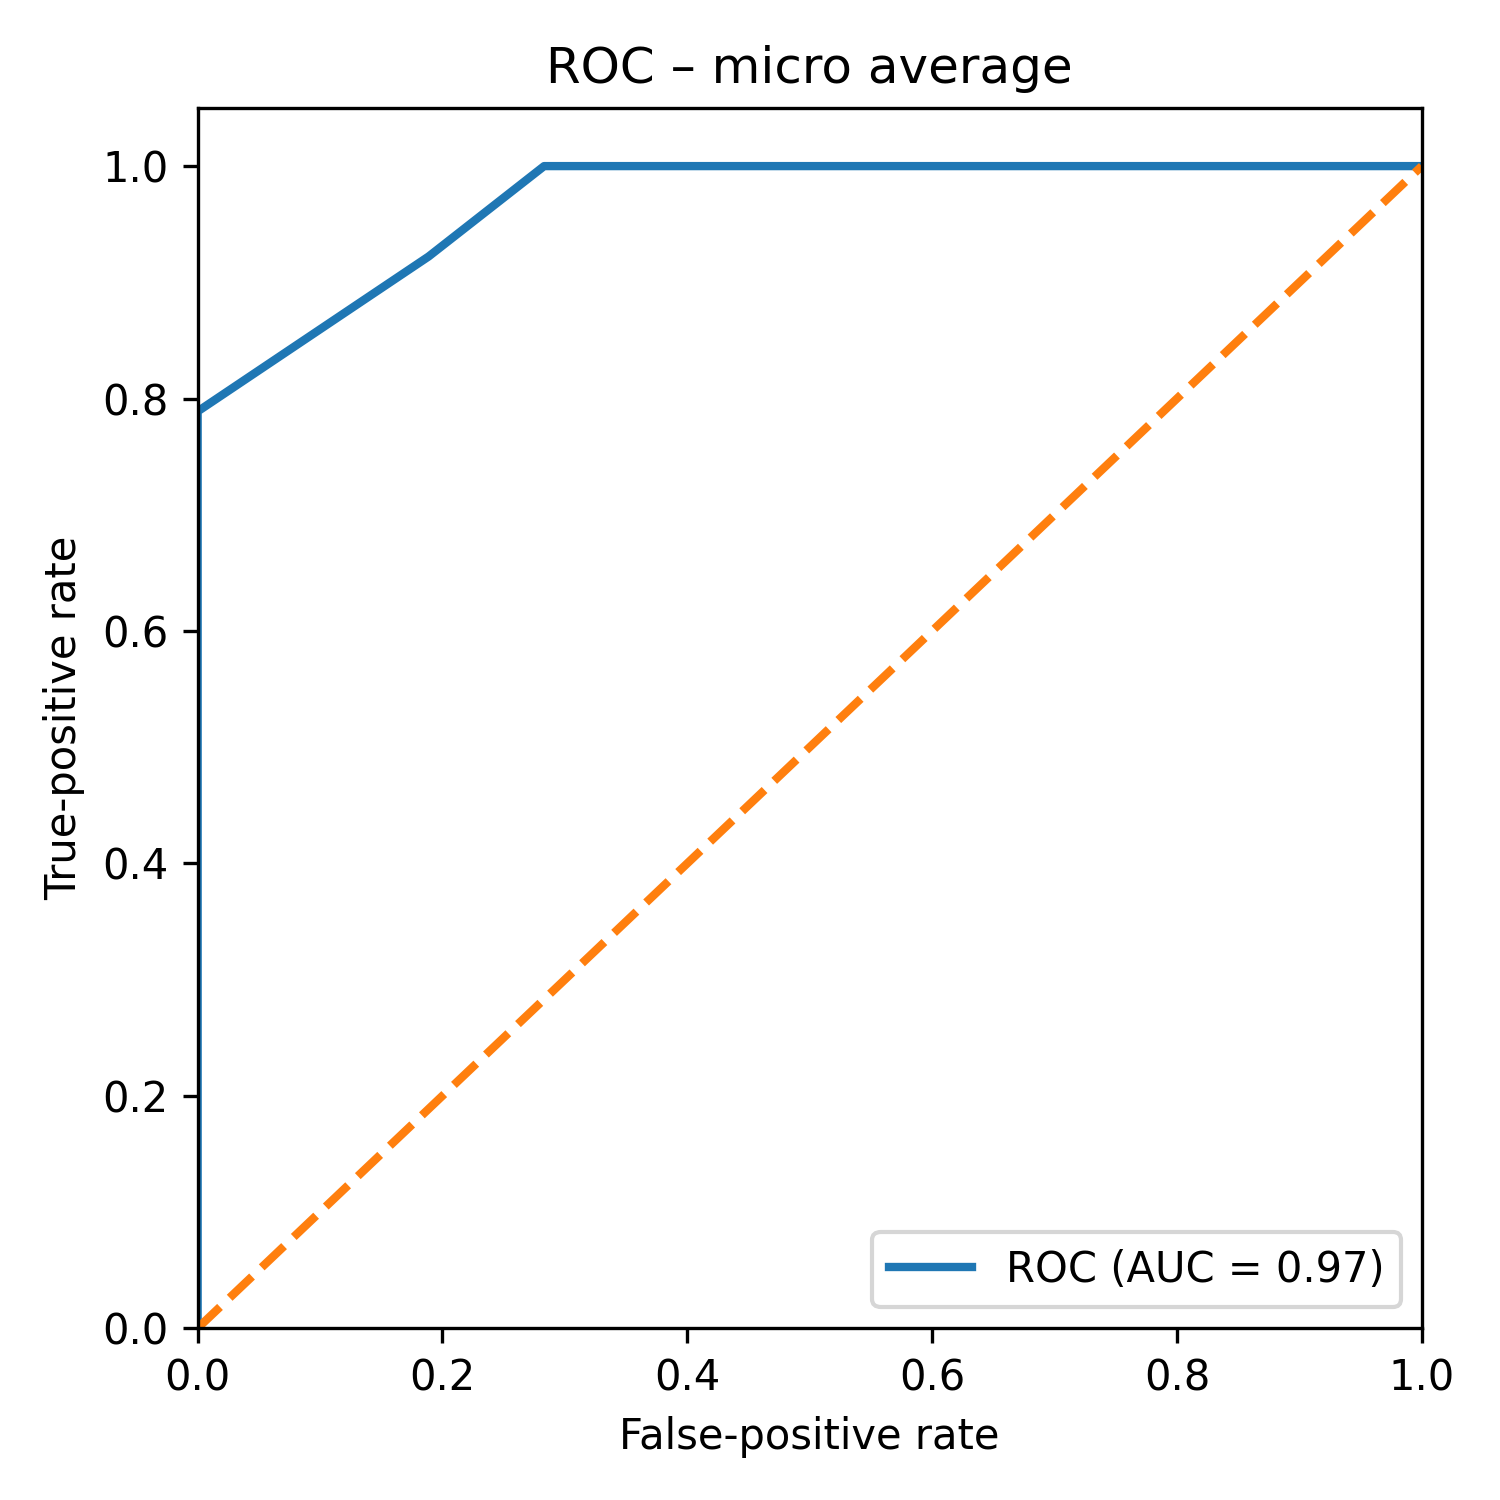 ROC – micro average
1.0
0.8
0.6
0.4
0.2
0.0
True-positive rate
ROC (AUC = 0.97)
0.0 0.2 0.4 0.6 0.8 1.0
False-positive rate